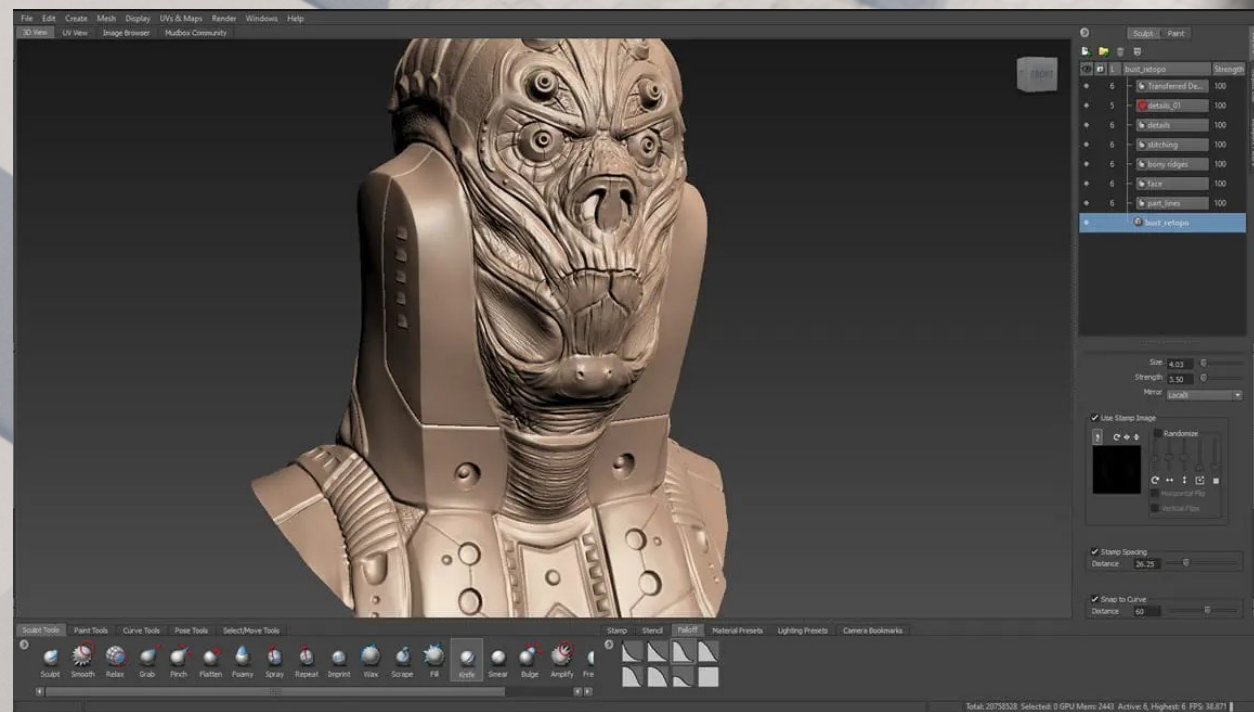 File Edit Create Mesh Display UVs & Maps Render Windows Help
3D View UV View Image Browser Mudbox Community
FRONT
Sculpt Paint
L bust_retopo Strength
6 Transferred De... 100
5 details_01 100
6 details 100
6 stitching 100
6 bony ridges 100
6 face 100
6 part_lines 100
bust_retopo
Size 4.03
Strength 3.50
Mirror LocalX
Use Stamp Image
Randomize
Horizontal Flip
Vertical Flips
Stamp Spacing
Distance 26.25
Snap to Curve
Distance 60
Sculpt Tools Paint Tools Curve Tools Pose Tools Select/Move Tools
Stamp Stencil Falloff Material Presets Lighting Presets Camera Bookmarks
Sculpt Smooth Relax Grab Pinch Flatten Foamy Spray Repeat Imprint Wax Scrape Fill Knife Smear Bulge Amplify Fre
Total: 20758528 Selected: 0 GPU Mem: 2443 Active: 6, Highest: 6 FPS: 38.871